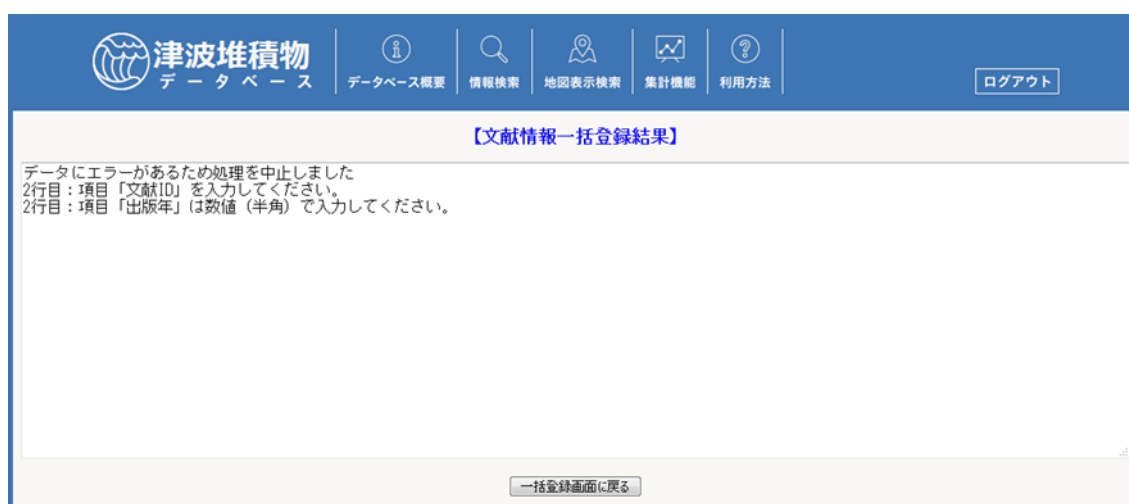 津波堆積物
データベース
データベース概要
情報検索
地図表示検索
集計機能
利用方法
ログアウト
【文献情報一括登録結果】
データにエラーがあるため処理を中止しました
2行目：項目「文献ID」を入力してください。
2行目：項目「出版年」は数値（半角）で入力してください。
一括登録画面に戻る